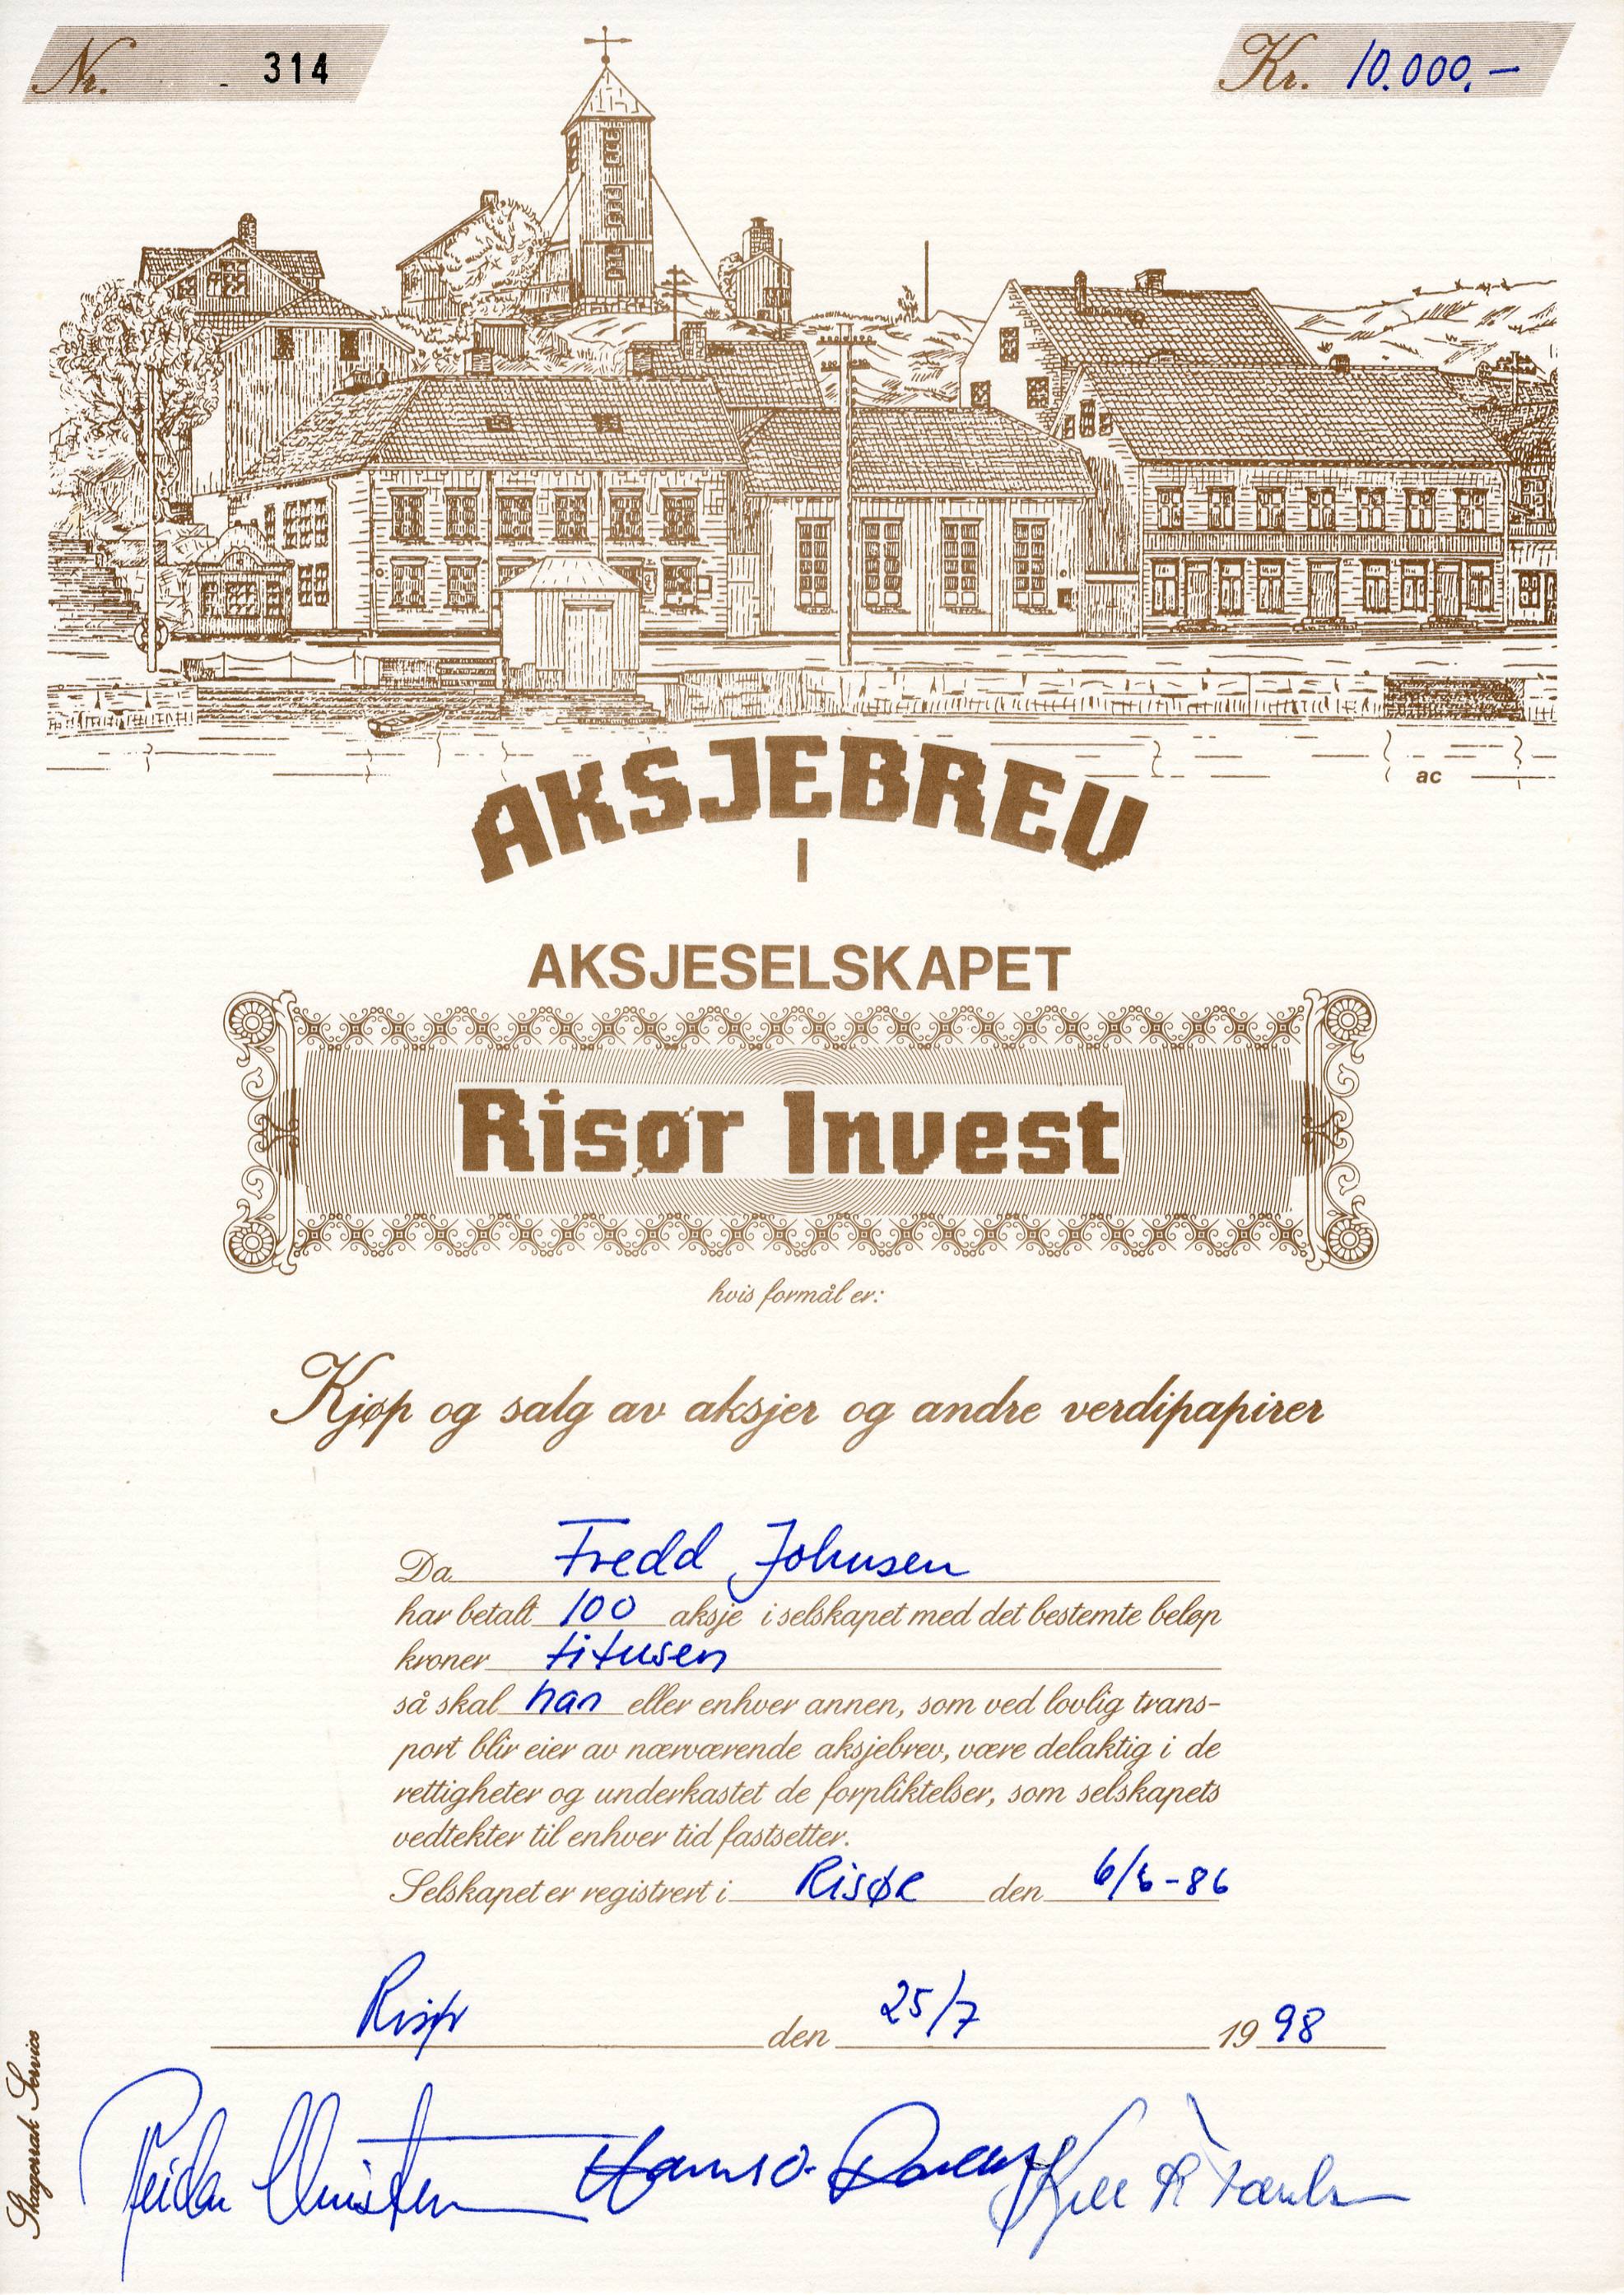 Nr. 314
Kr. 10.000,-
ac
AKSJEBREV
I
AKSJESELSKAPET
Risør Invest
hvis formål er:
Kjøp og salg av aksjer og andre verdipapirer
Da Fredd Johnsen
har betalt 100 aksje i selskapet med det bestemte beløp
kroner titusen
så skal han eller enhver annen, som ved lovlig trans-
port blir eier av nærværende aksjebrev, være delaktig i de
rettigheter og underkastet de forpliktelser, som selskapets
vedtekter til enhver tid fastsetter.
Selskapet er registrert i Risør den 6/6-86
Risør den 25/7 1998
Skagerrak Service